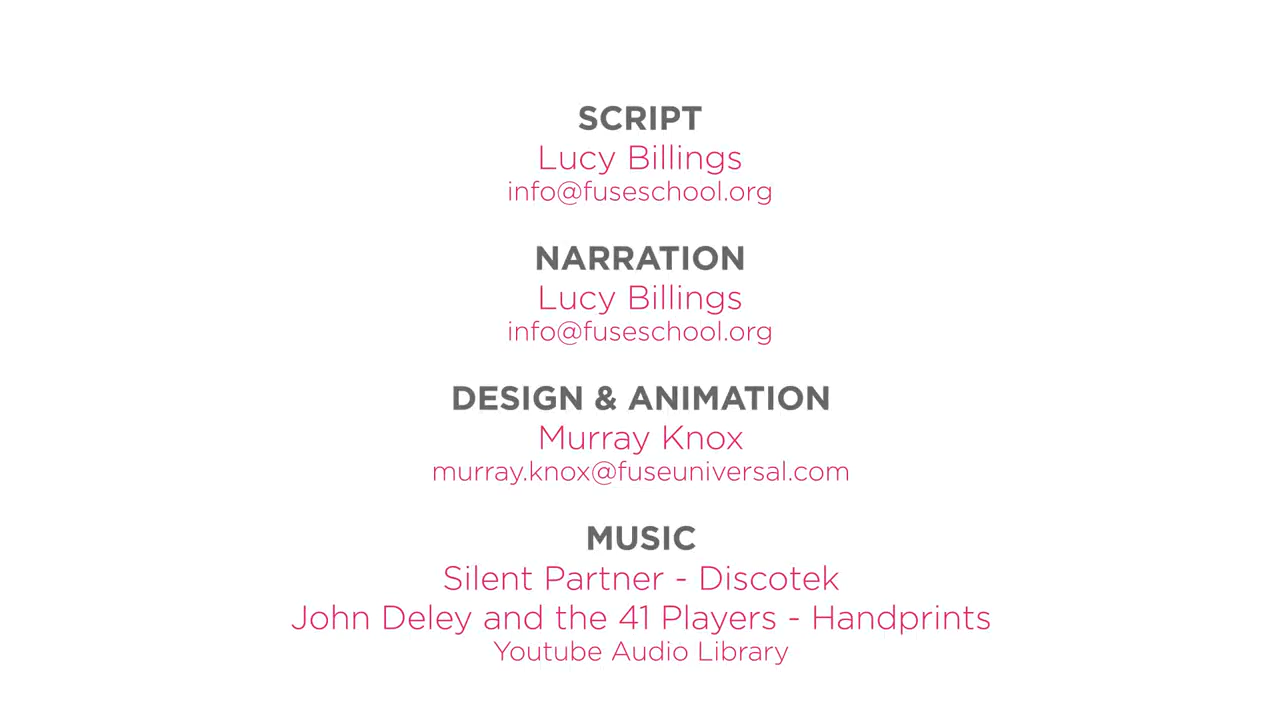 SCRIPT
Lucy Billings
info@fuseschool.org
NARRATION
Lucy Billings
info@fuseschool.org
DESIGN & ANIMATION
Murray Knox
murray.knox@fuseuniversal.com
MUSIC
Silent Partner - Discotek
John Deley and the 41 Players - Handprints
Youtube Audio Library